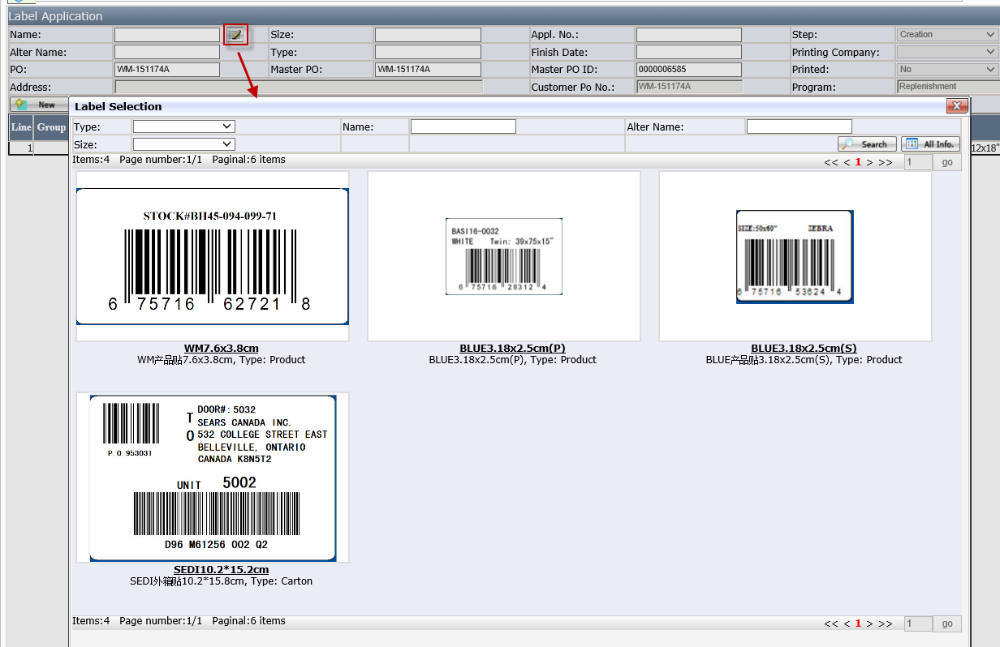 Label Application
Name: Size: Appl. No.: Step: Creation
Alter Name: Type: Finish Date: Printing Company:
PO: WM-151174A Master PO: WM-151174A Master PO ID: 0000006585 Printed: No
Address: Customer Po No.: WM-151174A Program: Replenishment
New
Label Selection
Line Group
Type: Name: Alter Name:
1 12x18"
Size: Search All Info.
Items:4 Page number:1/1 Paginal:6 items << < 1 > >> 1 go
STOCK#BH45-094-099-71
6 75716 62721 8
BASI16-0032
WHITE Twin: 39x75x15"
6 75716 28312 4
SIZE:50x60" ZEBRA
6 75716 53624 4
WM7.6x3.8cm
WM产品贴7.6x3.8cm, Type: Product
BLUE3.18x2.5cm(P)
BLUE3.18x2.5cm(P), Type: Product
BLUE3.18x2.5cm(S)
BLUE产品贴3.18x2.5cm(S), Type: Product
P.O.953031
TO
DOOR#: 5032
SEARS CANADA INC.
532 COLLEGE STREET EAST
BELLEVILLE, ONTARIO
CANADA K8N5T2
UNIT 5002
D96 M61256 002 Q2
SEDI10.2*15.2cm
SEDI外箱贴10.2*15.8cm, Type: Carton
Items:4 Page number:1/1 Paginal:6 items << < 1 > >> 1 go